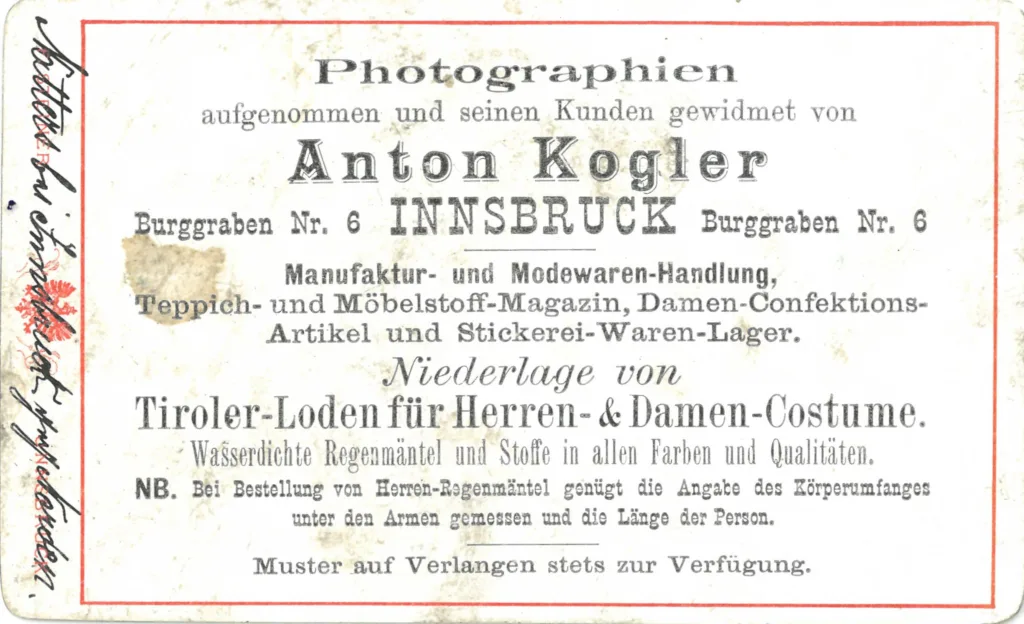 Photographien
aufgenommen und seinen Kunden gewidmet von
Anton Kogler
Burggraben Nr. 6 INNSBRUCK Burggraben Nr. 6
Manufaktur- und Modewaren-Handlung,
Teppich- und Möbelstoff-Magazin, Damen-Confektions-
Artikel und Stickerei-Waren-Lager.
Niederlage von
Tiroler-Loden für Herren- & Damen-Costume.
Wasserdichte Regenmäntel und Stoffe in allen Farben und Qualitäten.
NB. Bei Bestellung von Herren-Regenmäntel genügt die Angabe des Körperumfanges
unter den Armen gemessen und die Länge der Person.
Muster auf Verlangen stets zur Verfügung.
Natters bei Innsbruck